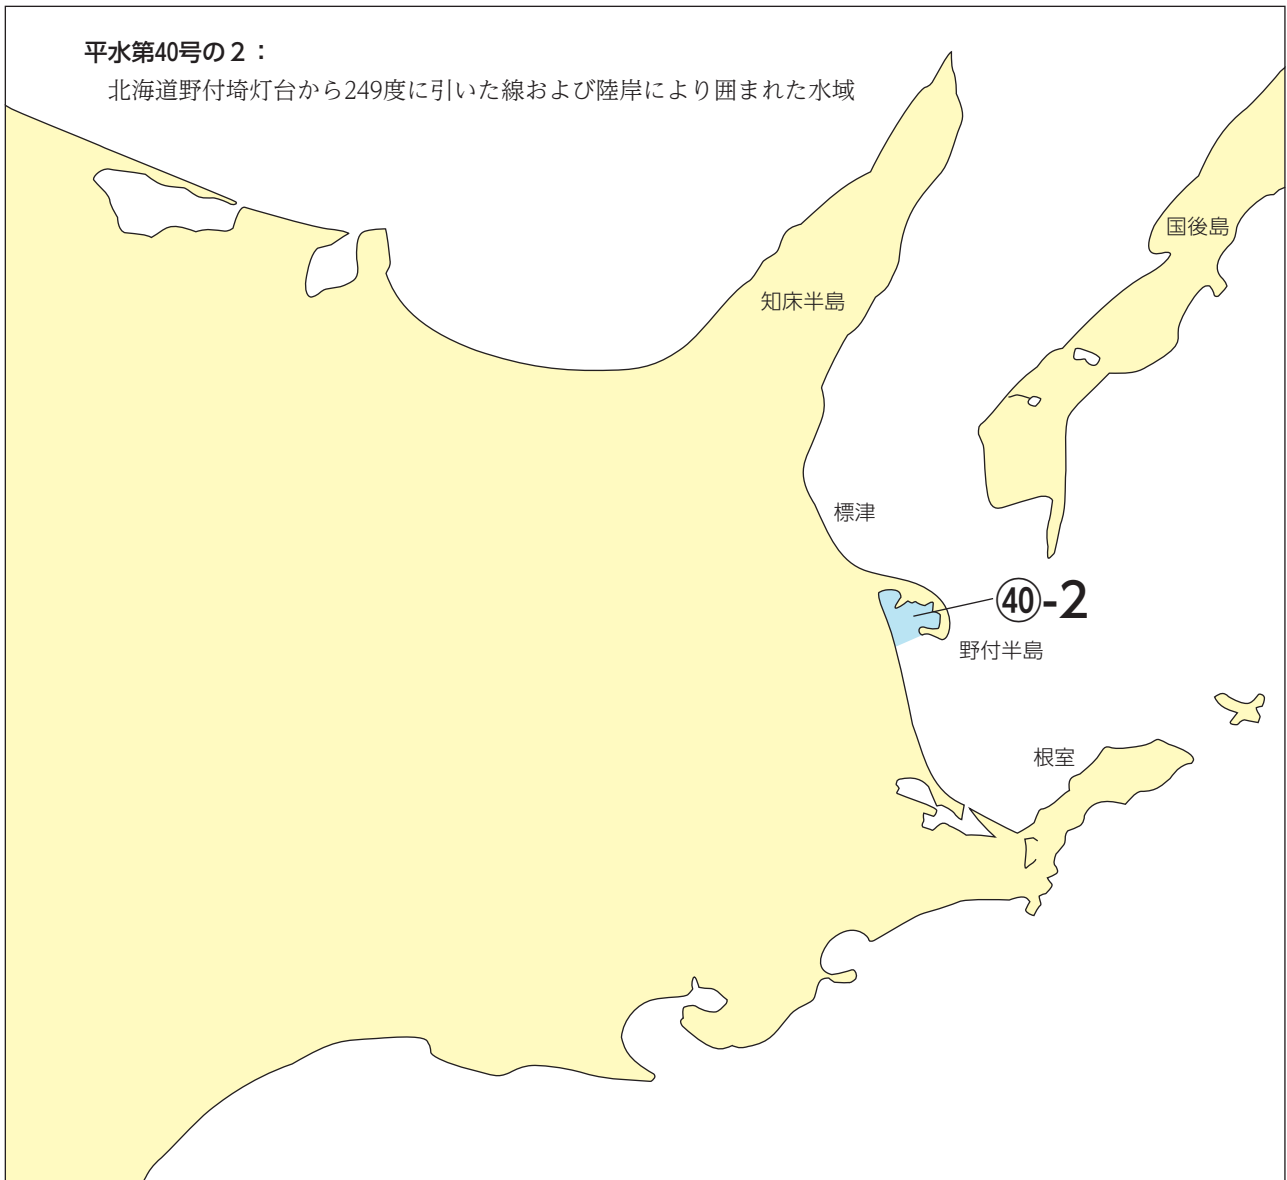 平水第40号の2：
北海道野付埼灯台から249度に引いた線および陸岸により囲まれた水域
国後島
知床半島
標津
㊵-2
野付半島
根室